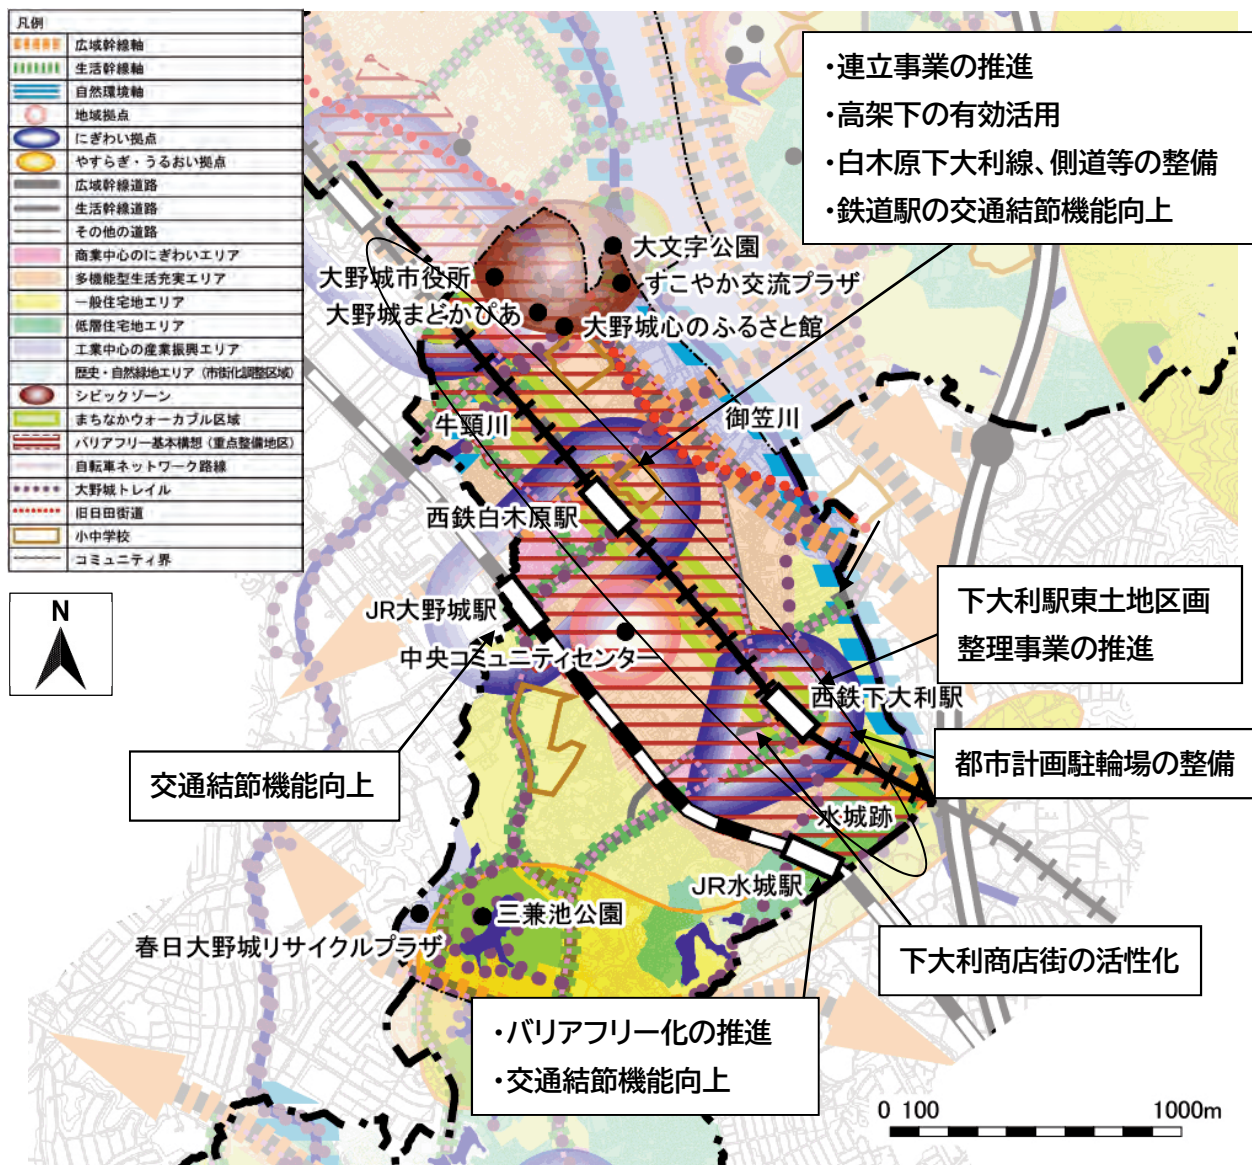 凡例
広域幹線軸
生活幹線軸
自然環境軸
地域拠点
にぎわい拠点
やすらぎ・うるおい拠点
広域幹線道路
生活幹線道路
その他の道路
商業中心のにぎわいエリア
多機能型生活充実エリア
一般住宅地エリア
低層住宅地エリア
工業中心の産業振興エリア
歴史・自然緑地エリア（市街化調整区域）
シビックゾーン
まちなかウォーカブル区域
バリアフリー基本構想（重点整備地区）
自転車ネットワーク路線
大野城トレイル
旧日田街道
小中学校
コミュニティ界
N
・連立事業の推進
・高架下の有効活用
・白木原下大利線、側道等の整備
・鉄道駅の交通結節機能向上
大文字公園
大野城市役所
すこやか交流プラザ
大野城まどかぴあ
大野城心のふるさと館
牛頸川
御笠川
西鉄白木原駅
JR大野城駅
中央コミュニティセンター
下大利駅東土地区画
整理事業の推進
西鉄下大利駅
都市計画駐輪場の整備
交通結節機能向上
水城跡
JR水城駅
三兼池公園
春日大野城リサイクルプラザ
下大利商店街の活性化
・バリアフリー化の推進
・交通結節機能向上
0 100 1000m